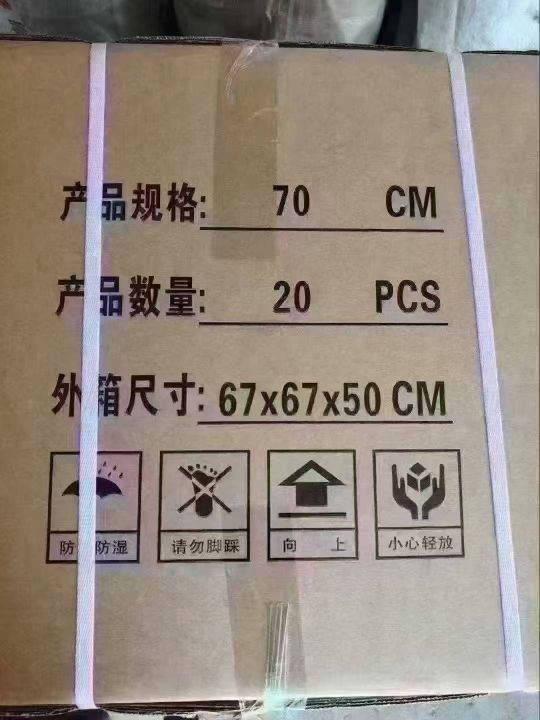 产品规格: 70 CM
产品数量: 20 PCS
外箱尺寸: 67x67x50 CM
防 防湿
请勿脚踩
向 上
小心轻放